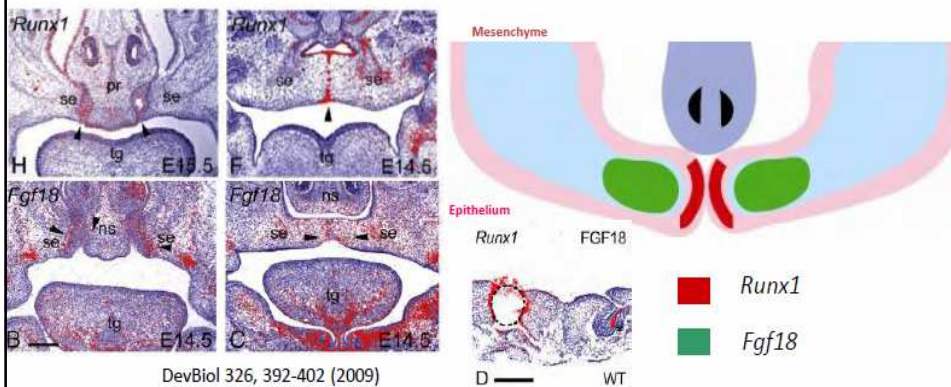 Runx1
pr
se
se
tg
H
E15.5
Runx1
se
se
tg
F
E14.5
Fgf18
ns
se
se
tg
B
E14.5
Fgf18
ns
se
se
tg
C
E14.5
DevBiol 326, 392-402 (2009)
Mesenchyme
Epithelium
Runx1 FGF18
D WT
Runx1
Fgf18